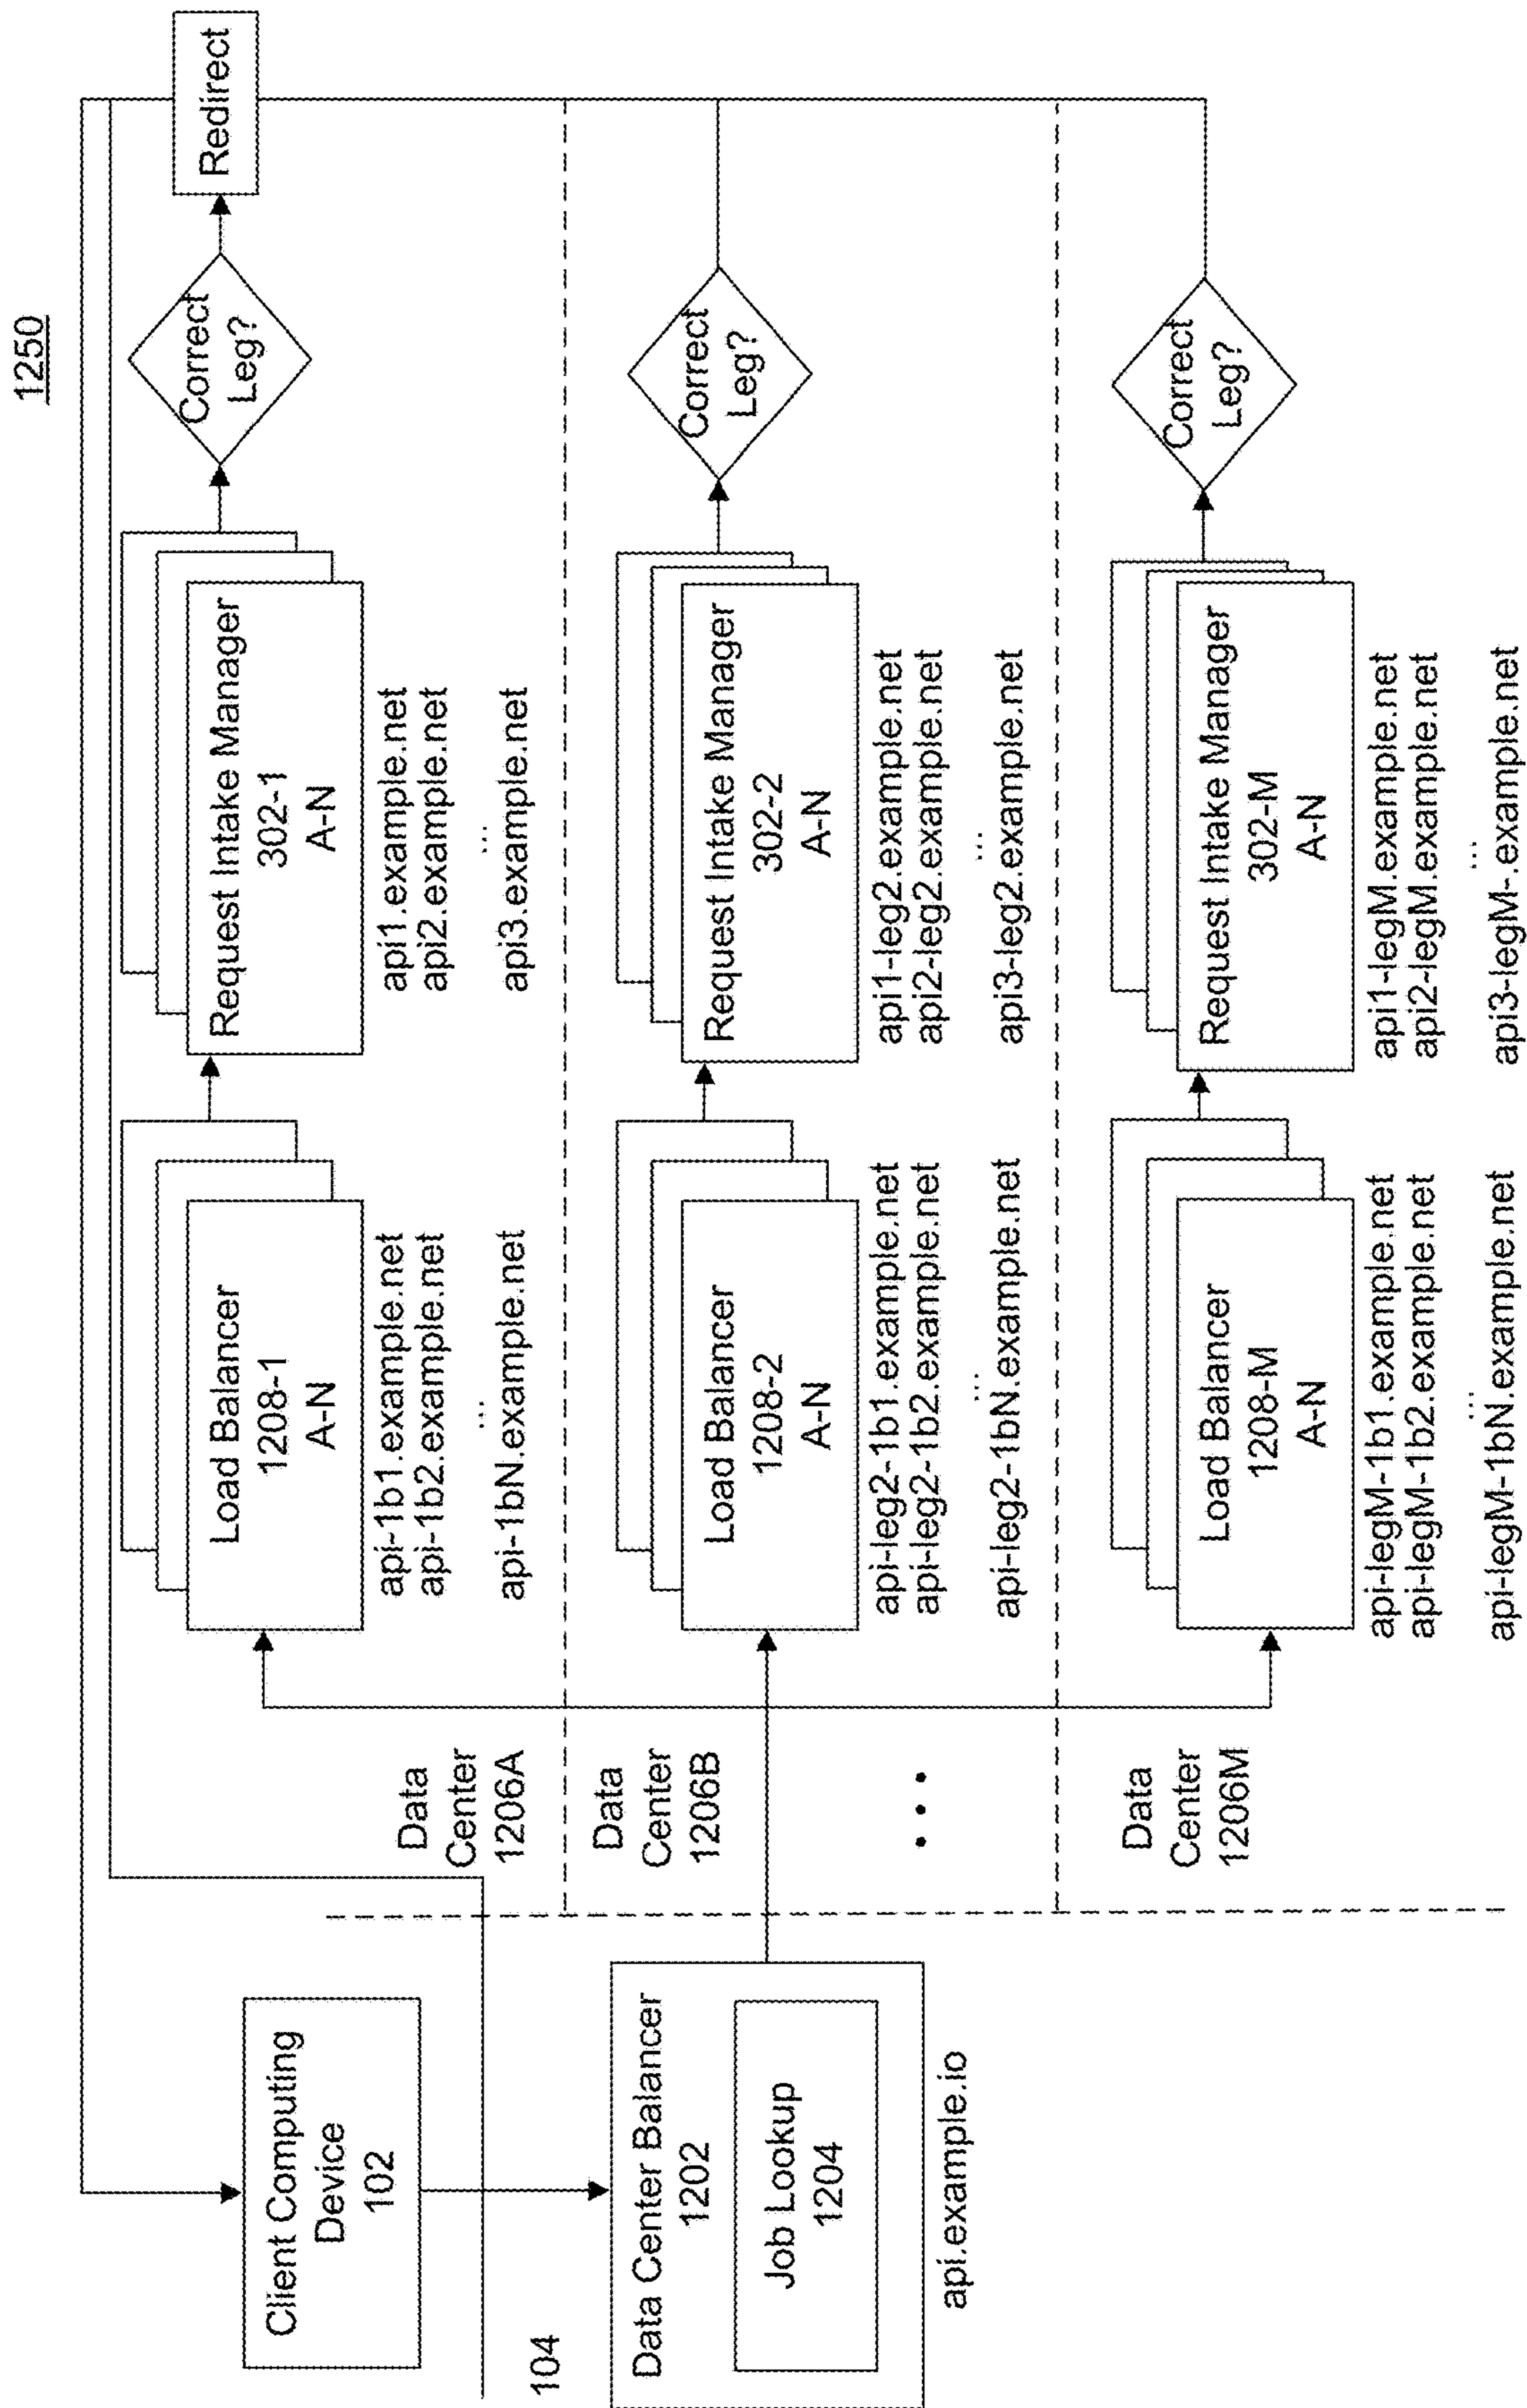 1250
Client Computing
Device
102
104
Data Center Balancer
1202
Job Lookup
1204
api.example.io
Data
Center
1206A
Load Balancer
1208-1
A-N
api-1b1.example.net
api-1b2.example.net
...
api-1bN.example.net
Request Intake Manager
302-1
A-N
api1.example.net
api2.example.net
...
api3.example.net
Correct
Leg?
Redirect
Data
Center
1206B
Load Balancer
1208-2
A-N
api-leg2-1b1.example.net
api-leg2-1b2.example.net
...
api-leg2-1bN.example.net
Request Intake Manager
302-2
A-N
api1-leg2.example.net
api2-leg2.example.net
...
api3-leg2.example.net
Correct
Leg?
...
Data
Center
1206M
Load Balancer
1208-M
A-N
api-legM-1b1.example.net
api-legM-1b2.example.net
...
api-legM-1bN.example.net
Request Intake Manager
302-M
A-N
api1-legM.example.net
api2-legM.example.net
...
api3-legM-.example.net
Correct
Leg?